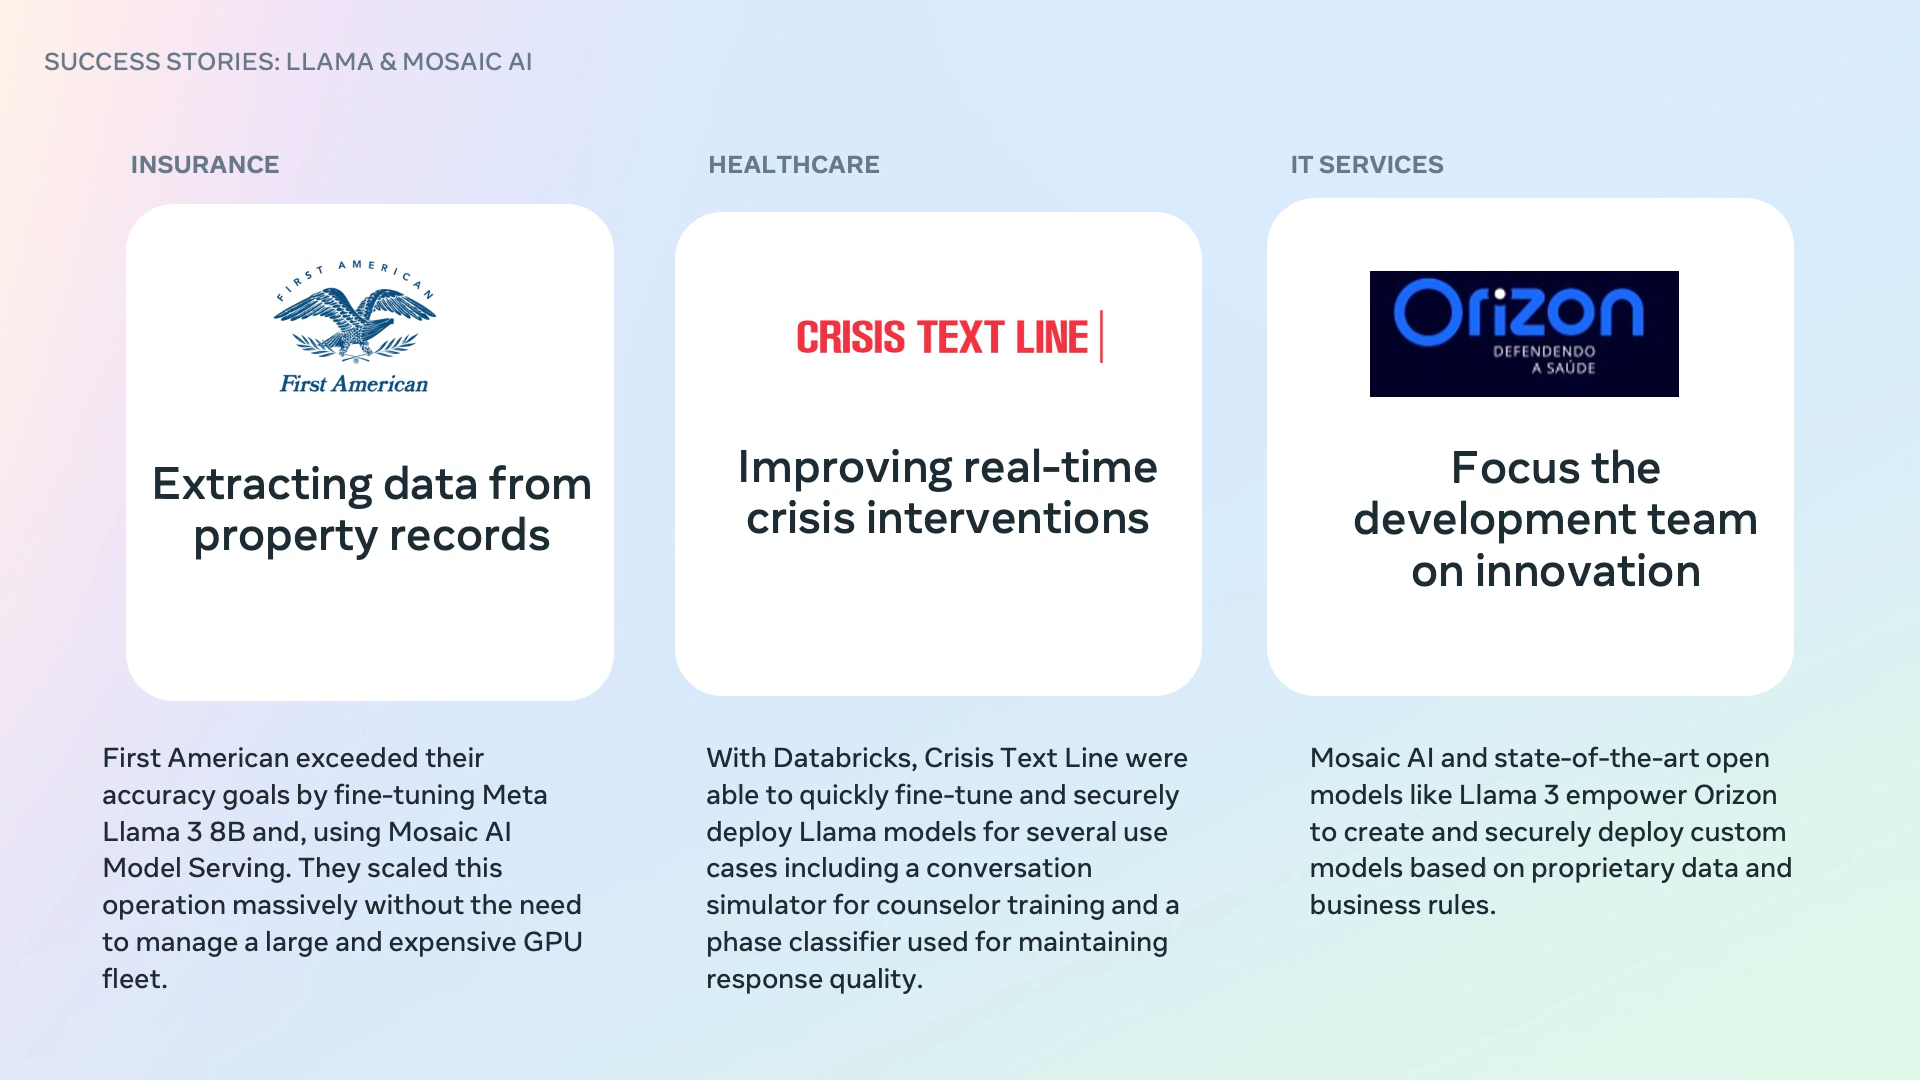 SUCCESS STORIES: LLAMA & MOSAIC AI
INSURANCE
FIRST AMERICAN
®
First American
Extracting data from
property records
First American exceeded their
accuracy goals by fine-tuning Meta
Llama 3 8B and, using Mosaic AI
Model Serving. They scaled this
operation massively without the need
to manage a large and expensive GPU
fleet.
HEALTHCARE
CRISIS TEXT LINE|
Improving real-time
crisis interventions
With Databricks, Crisis Text Line were
able to quickly fine-tune and securely
deploy Llama models for several use
cases including a conversation
simulator for counselor training and a
phase classifier used for maintaining
response quality.
IT SERVICES
Orizon
DEFENDENDO
A SAÚDE
Focus the
development team
on innovation
Mosaic AI and state-of-the-art open
models like Llama 3 empower Orizon
to create and securely deploy custom
models based on proprietary data and
business rules.